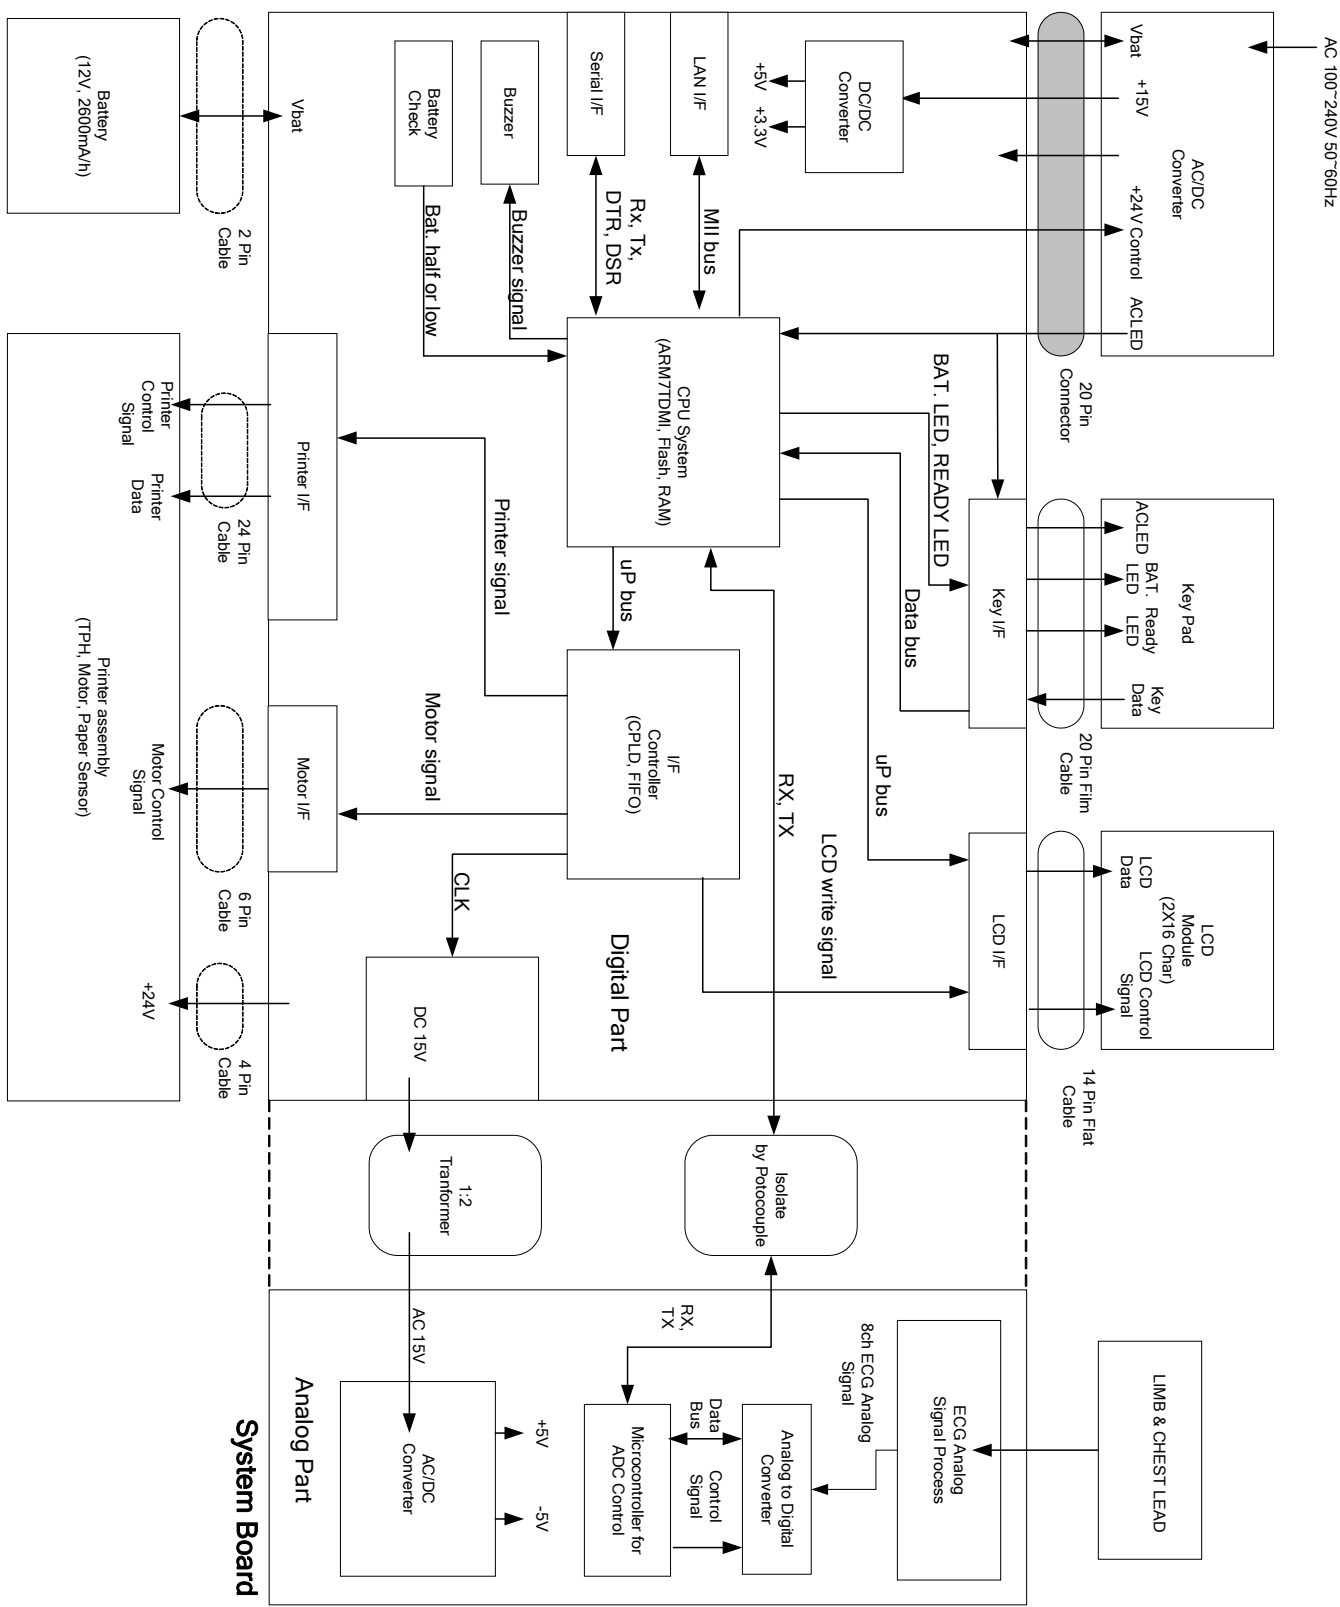 AC 100~240V 50~60Hz
AC/DC
Converter
Vbat
+15V
+24V Control
ACLED
20 Pin
Connector
Key Pad
ACLED
BAT.
LED
Ready
LED
Key
Data
20 Pin Film
Cable
LCD
Module
(2X16 Char)
LCD
Data
LCD Control
Signal
14 Pin Flat
Cable
LIMB & CHEST LEAD
DC/DC
Converter
+5V
+3.3V
LAN I/F
MII bus
Serial I/F
Rx, Tx,
DTR, DSR
Buzzer
Buzzer signal
Battery
Check
Bat. half or low
Vbat
CPU System
(ARM7TDMI, Flash, RAM)
BAT. LED, READY LED
Data bus
Key I/F
uP bus
LCD I/F
LCD write signal
RX, TX
uP bus
I/F
Controller
(CPLD, FIFO)
Printer signal
Motor signal
CLK
Digital Part
DC 15V
Printer I/F
Motor I/F
Isolate
by Potocouple
1:2
Tranformer
ECG Analog
Signal Process
8ch ECG Analog
Signal
Analog to Digital
Converter
Data
Bus
Control
Signal
Microcontroller for
ADC Control
RX,
TX
AC 15V
AC/DC
Converter
+5V
-5V
Analog Part
System Board
2 Pin
Cable
24 Pin
Cable
6 Pin
Cable
4 Pin
Cable
Battery
(12V, 2600mA/h)
Printer
Control
Signal
Printer
Data
Motor Control
Signal
+24V
Printer assembly
(TPH, Motor, Paper Sensor)